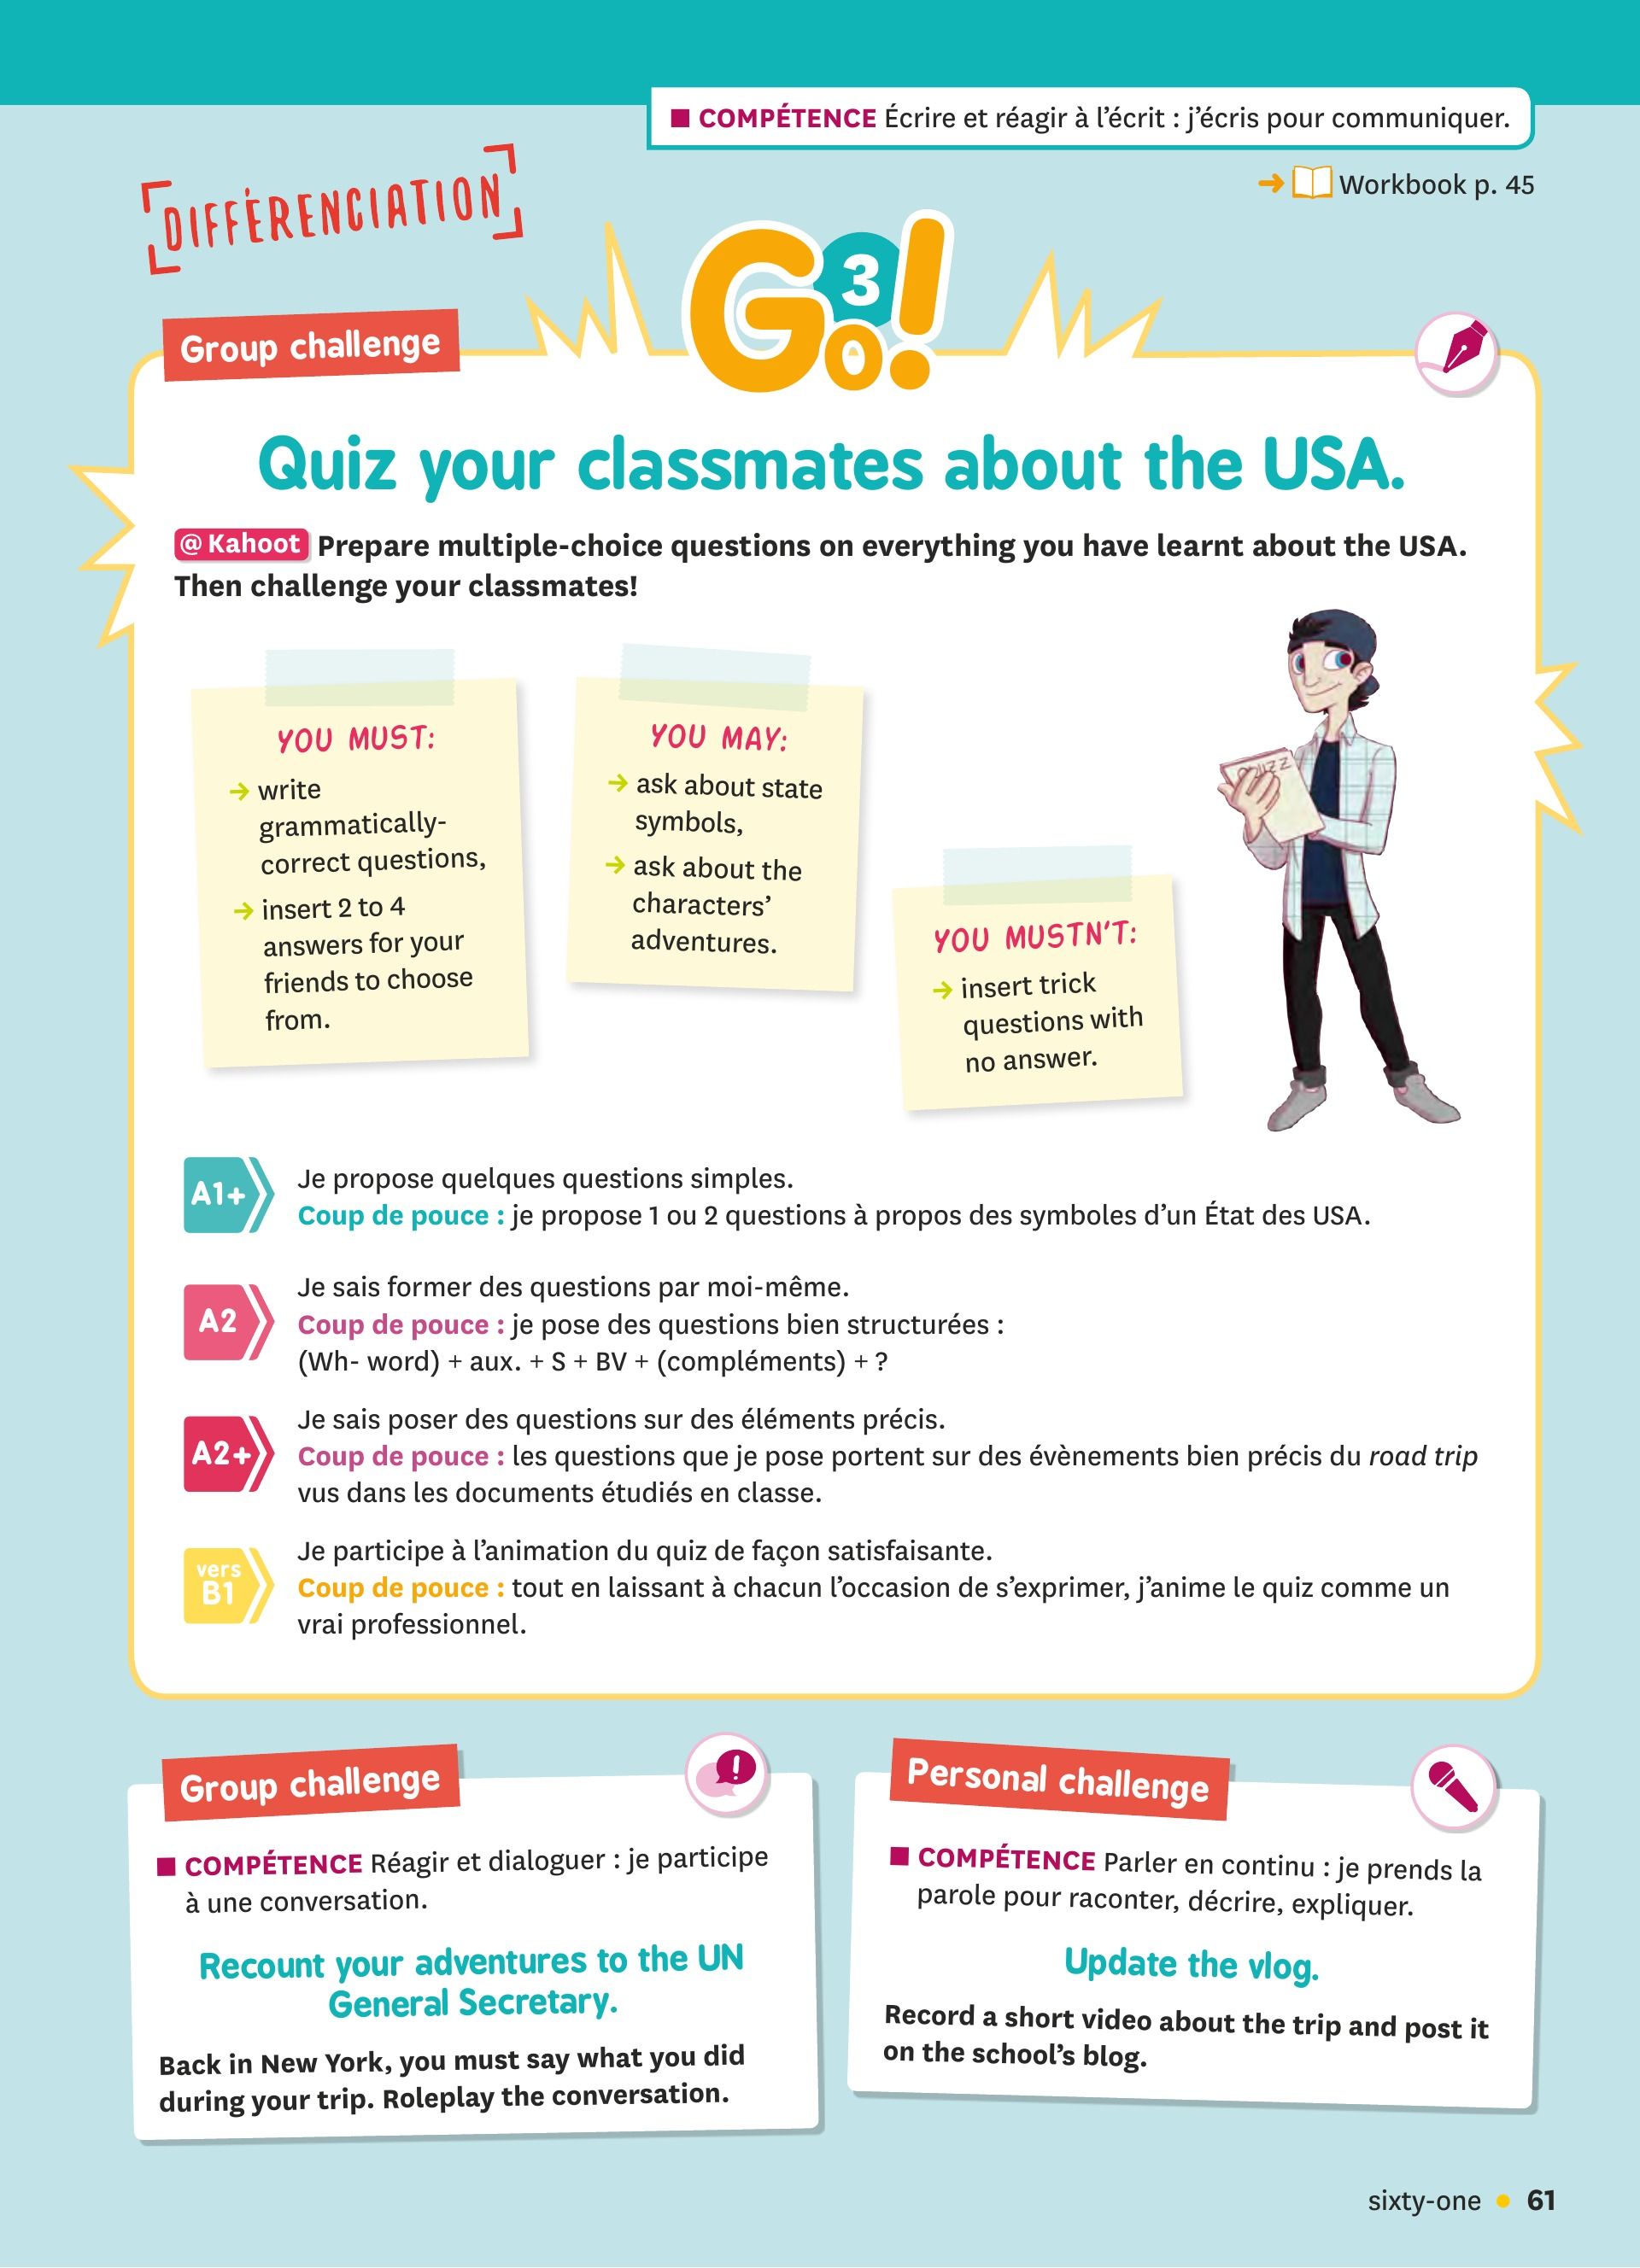 ■ COMPÉTENCE Écrire et réagir à l'écrit : j'écris pour communiquer.
→ Workbook p. 45
DIFFÉRENCIATION
Go! 3
Group challenge
Quiz your classmates about the USA.
@ Kahoot Prepare multiple-choice questions on everything you have learnt about the USA.
Then challenge your classmates!
YOU MUST:
→ write
grammatically-
correct questions,
→ insert 2 to 4
answers for your
friends to choose
from.
YOU MAY:
→ ask about state
symbols,
→ ask about the
characters'
adventures.
YOU MUSTN'T:
→ insert trick
questions with
no answer.
QUIZZ
A1+
Je propose quelques questions simples.
Coup de pouce : je propose 1 ou 2 questions à propos des symboles d'un État des USA.
A2
Je sais former des questions par moi-même.
Coup de pouce : je pose des questions bien structurées :
(Wh- word) + aux. + S + BV + (compléments) + ?
A2+
Je sais poser des questions sur des éléments précis.
Coup de pouce : les questions que je pose portent sur des évènements bien précis du road trip
vus dans les documents étudiés en classe.
vers
B1
Je participe à l'animation du quiz de façon satisfaisante.
Coup de pouce : tout en laissant à chacun l'occasion de s'exprimer, j'anime le quiz comme un
vrai professionnel.
Group challenge
■ COMPÉTENCE Réagir et dialoguer : je participe
à une conversation.
Recount your adventures to the UN
General Secretary.
Back in New York, you must say what you did
during your trip. Roleplay the conversation.
Personal challenge
■ COMPÉTENCE Parler en continu : je prends la
parole pour raconter, décrire, expliquer.
Update the vlog.
Record a short video about the trip and post it
on the school's blog.
sixty-one • 61